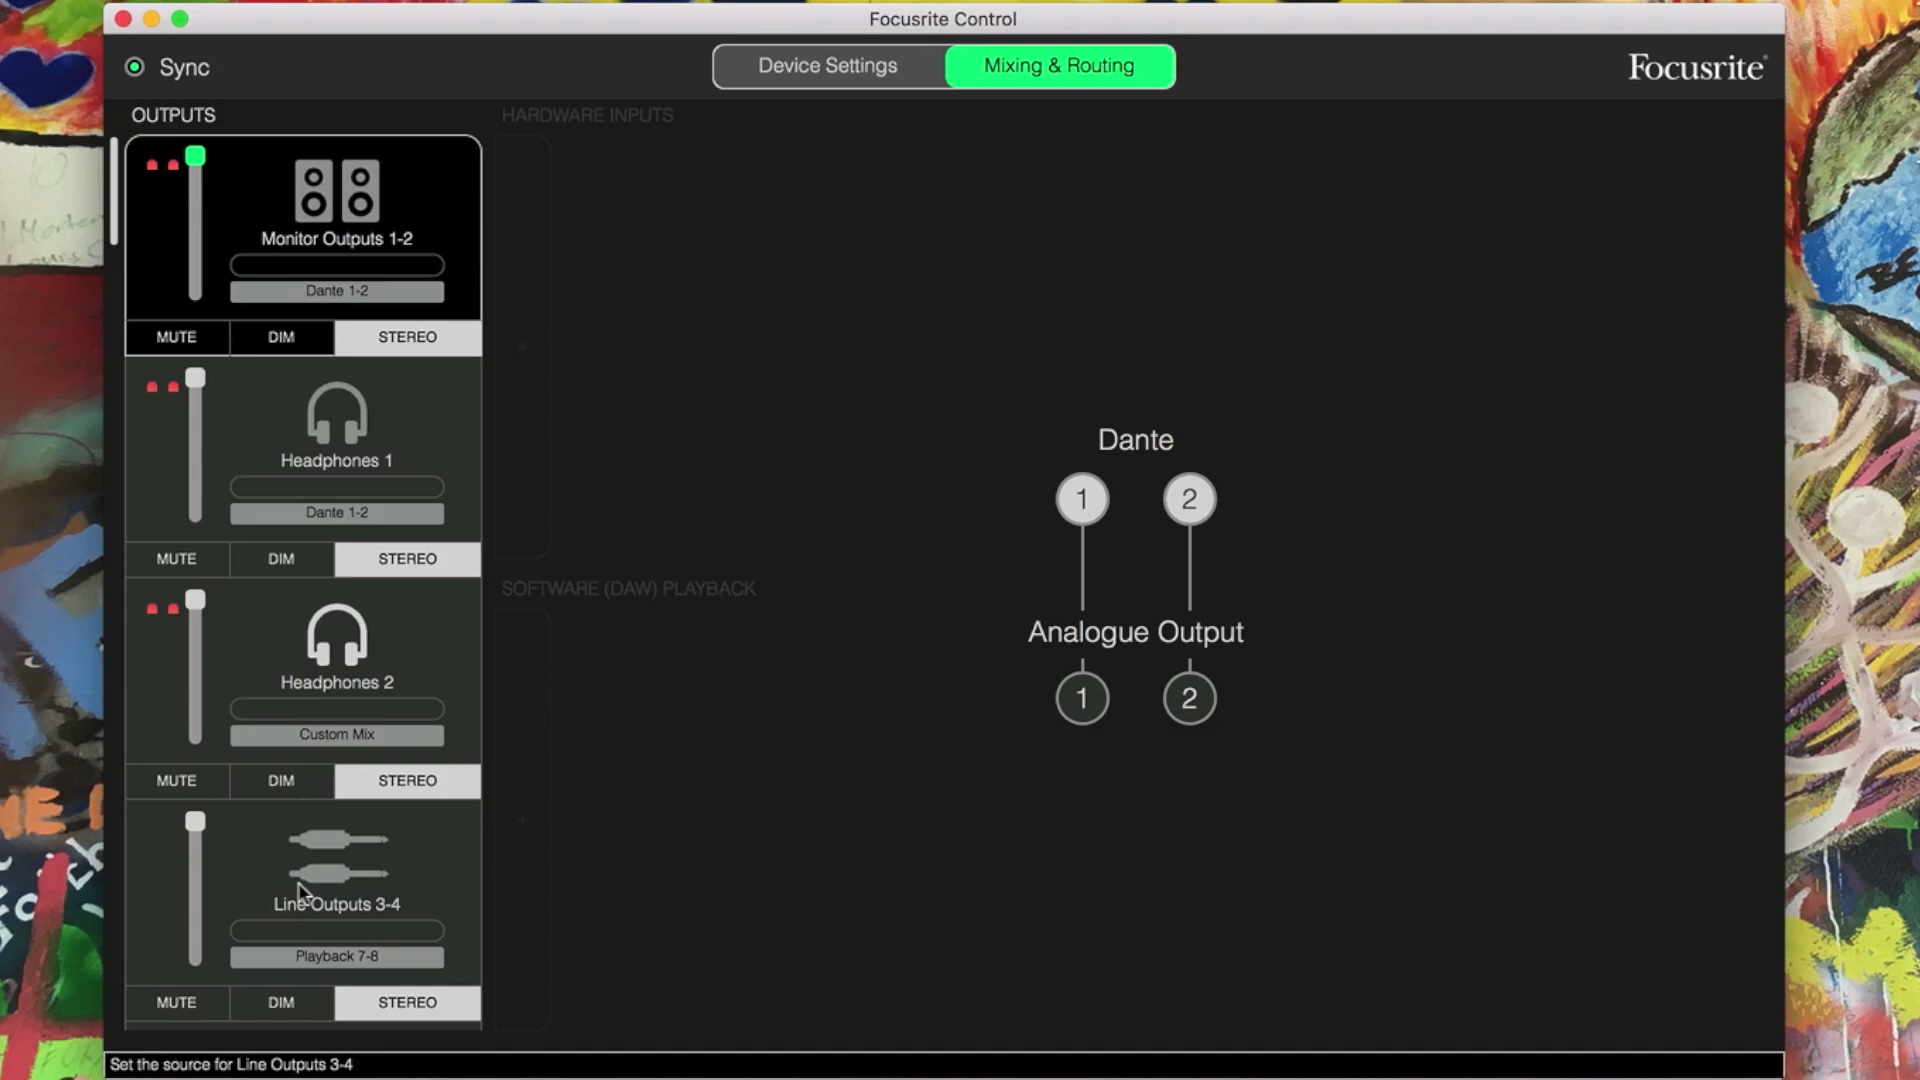 Focusrite Control
Sync
Device Settings
Mixing & Routing
Focusrite
OUTPUTS
HARDWARE INPUTS
Monitor Outputs 1-2
Dante 1-2
MUTE
DIM
STEREO
Headphones 1
Dante 1-2
MUTE
DIM
STEREO
Headphones 2
Custom Mix
MUTE
DIM
STEREO
Line Outputs 3-4
Playback 7-8
MUTE
DIM
STEREO
SOFTWARE (DAW) PLAYBACK
Dante
1 2
Analogue Output
1 2
Set the source for Line Outputs 3-4